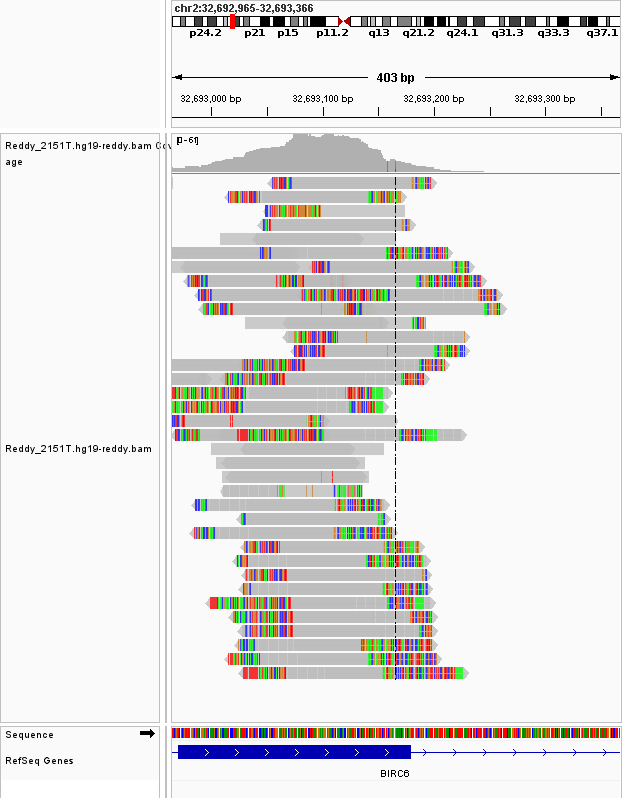 chr2:32,692,965-32,693,366
p24.2 p21 p15 p11.2 q13 q21.2 q24.1 q31.3 q33.3 q37.1
403 bp
32,693,000 bp 32,693,100 bp 32,693,200 bp 32,693,300 bp
Reddy_2151T.hg19-reddy.bam Cov
age
[0-61]
Reddy_2151T.hg19-reddy.bam
Sequence
RefSeq Genes
BIRC6